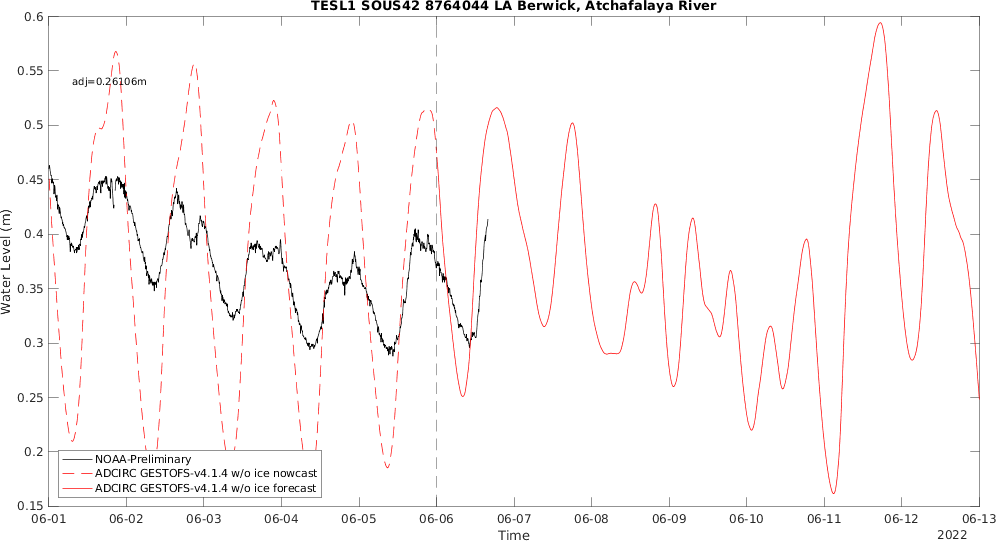 TESL1 SOUS42 8764044 LA Berwick, Atchafalaya River
0.6
0.55
0.5
0.45
0.4
0.35
0.3
0.25
0.2
0.15
Water Level (m)
adj=0.26106m
NOAA-Preliminary
ADCIRC GESTOFS-v4.1.4 w/o ice nowcast
ADCIRC GESTOFS-v4.1.4 w/o ice forecast
06-01 06-02 06-03 06-04 06-05 06-06 06-07 06-08 06-09 06-10 06-11 06-12 06-13
Time
2022